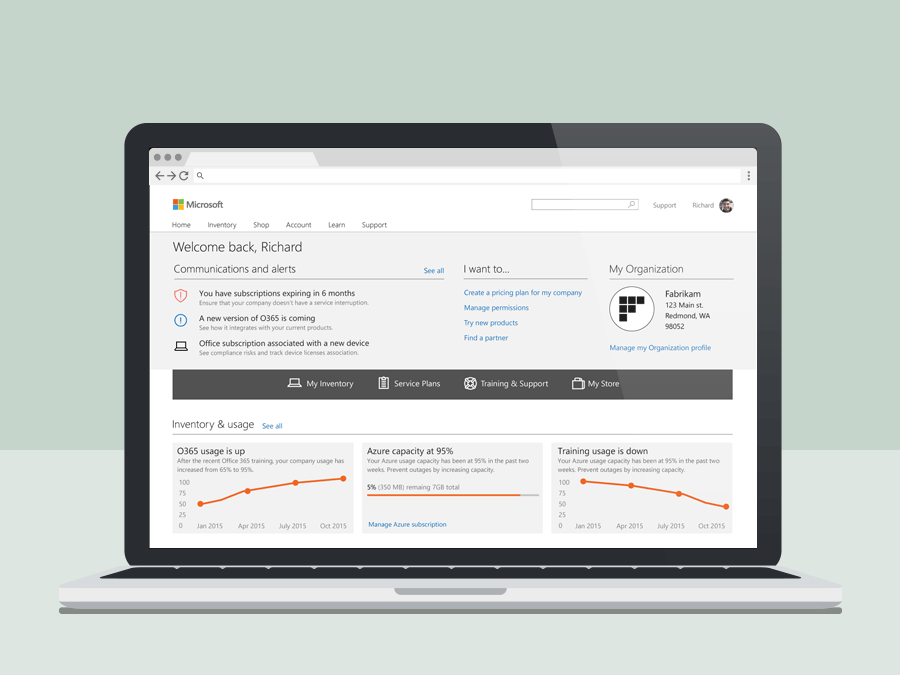 Microsoft
Support
Richard
Home Inventory Shop Account Learn Support
Welcome back, Richard
Communications and alerts
See all
You have subscriptions expiring in 6 months
Ensure that your company doesn't have a service interruption.
A new version of O365 is coming
See how it integrates with your current products.
Office subscription associated with a new device
See compliance risks and track device licenses association.
I want to...
Create a pricing plan for my company
Manage permissions
Try new products
Find a partner
My Organization
Fabrikam
123 Main st.
Redmond, WA
98052
Manage my Organization profile
My Inventory Service Plans Training & Support My Store
Inventory & usage See all
O365 usage is up
After the recent Office 365 training, your company usage has
increased from 65% to 95%.
100
75
50
25
0
Jan 2015 Apr 2015 July 2015 Oct 2015
Azure capacity at 95%
Your Azure usage capacity has been at 95% in the past two
weeks. Prevent outages by increasing capacity.
5% (350 MB) remaing 7GB total
Manage Azure subscription
Training usage is down
Your Azure usage capacity has been at 95% in the past two
weeks. Prevent outages by increasing capacity.
100
75
50
25
0
Jan 2015 Apr 2015 July 2015 Oct 2015